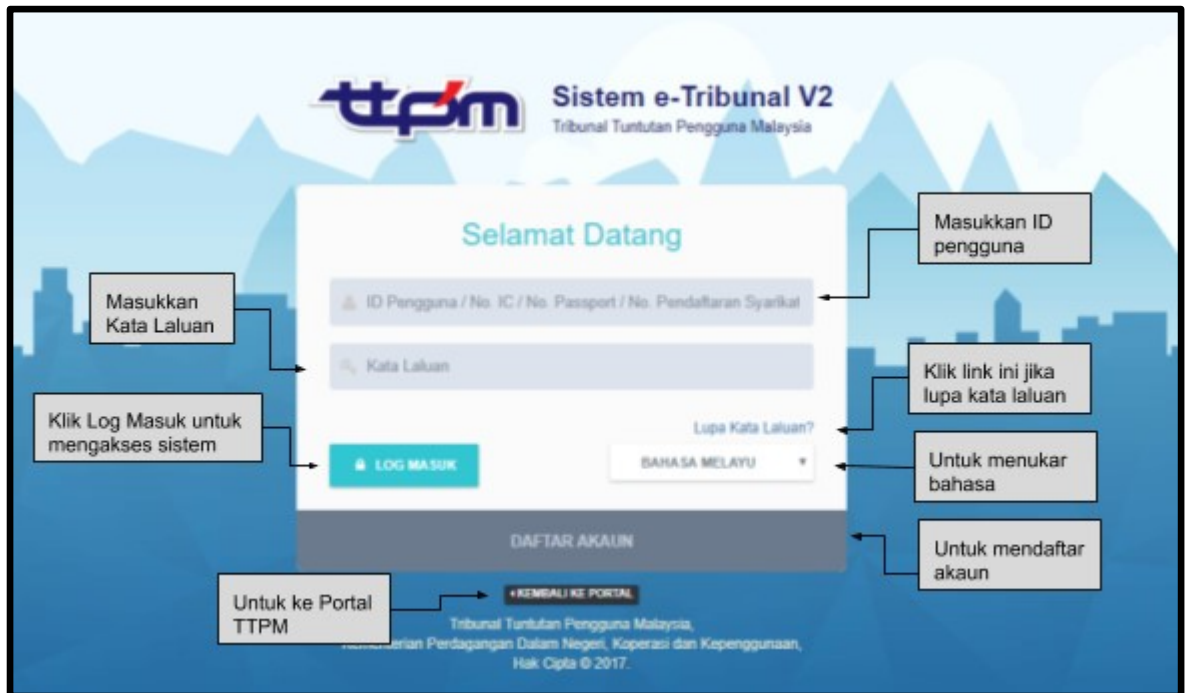 ttpm
Sistem e-Tribunal V2
Tribunal Tuntutan Pengguna Malaysia
Selamat Datang
Masukkan ID
pengguna
ID Pengguna / No. IC / No. Passport / No. Pendaftaran Syarikat
Masukkan
Kata Laluan
Kata Laluan
Klik link ini jika
lupa kata laluan
Klik Log Masuk untuk
mengakses sistem
Lupa Kata Laluan?
LOG MASUK
BAHASA MELAYU
Untuk menukar
bahasa
DAFTAR AKAUN
Untuk mendaftar
akaun
Untuk ke Portal
TTPM
KEMBALI KE PORTAL
Tribunal Tuntutan Pengguna Malaysia,
Kementerian Perdagangan Dalam Negeri, Koperasi dan Kepenggunaan,
Hak Cipta © 2017.